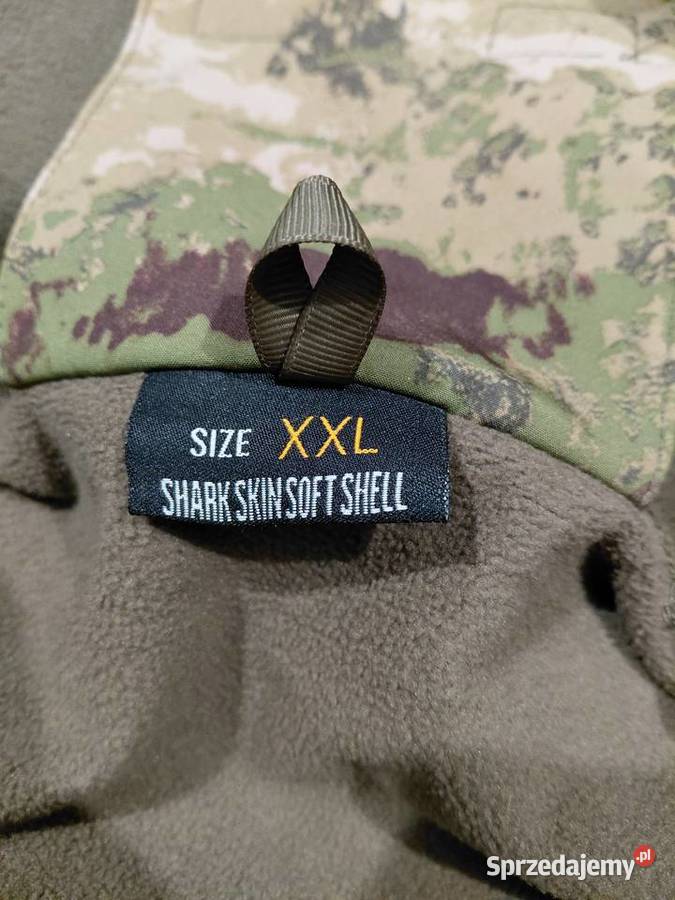 SIZE XXL
SHARK SKIN SOFT SHELL
Sprzedajemy.pl